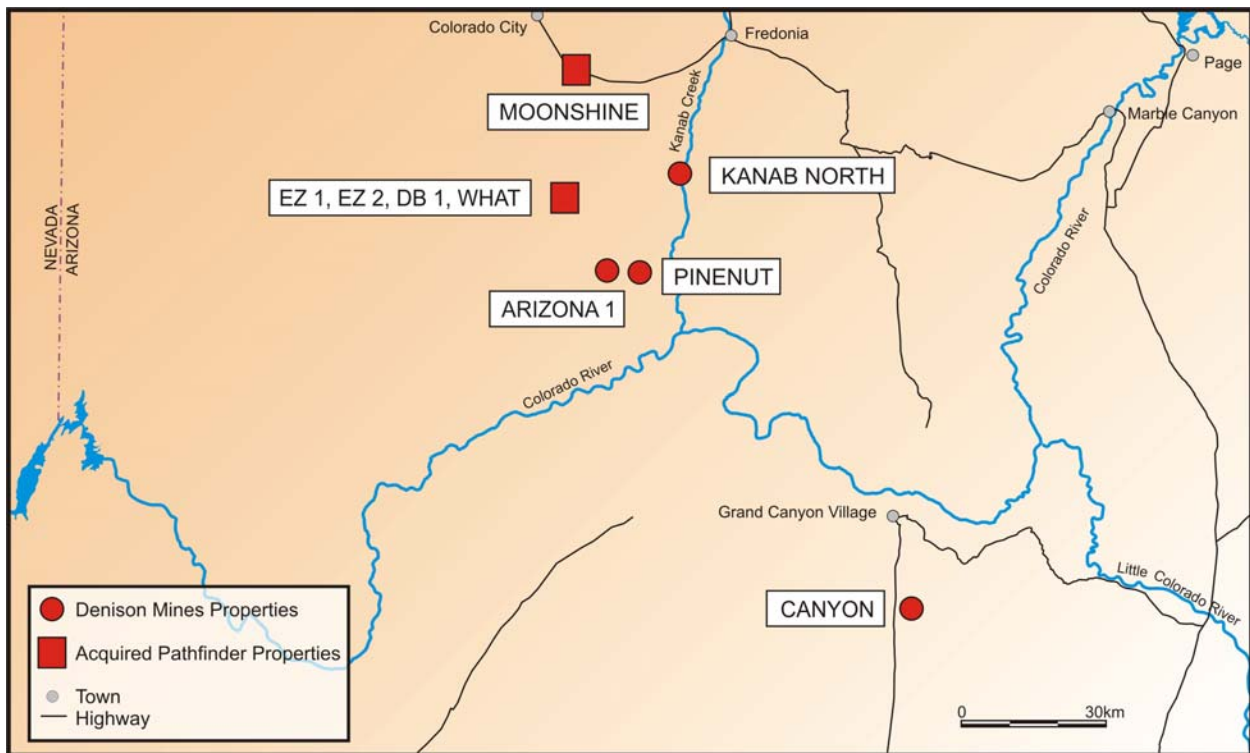 Colorado City
Fredonia
Page
MOONSHINE
Kanab Creek
Marble Canyon
KANAB NORTH
EZ 1, EZ 2, DB 1, WHAT
NEVADA
ARIZONA
Colorado River
PINENUT
ARIZONA 1
Colorado River
Grand Canyon Village
Little Colorado River
CANYON
Denison Mines Properties
Acquired Pathfinder Properties
Town
Highway
0 30km